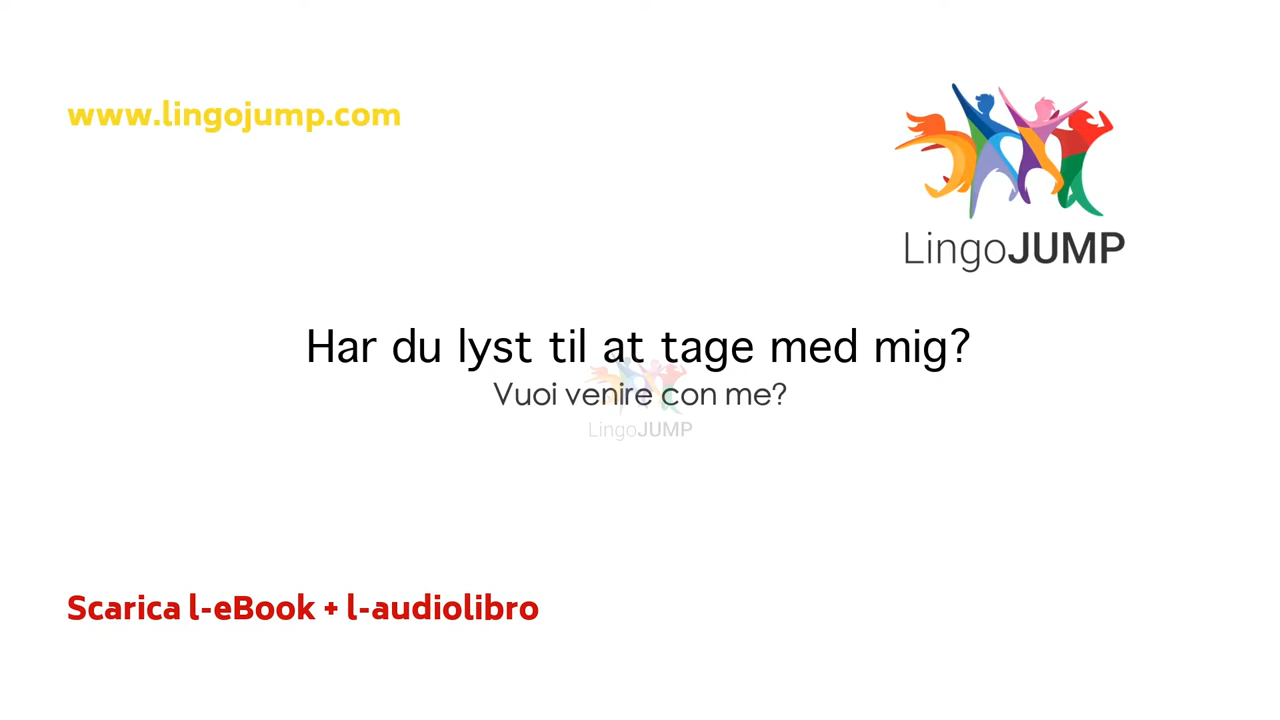 www.lingojump.com
LingoJUMP
Har du lyst til at tage med mig?
Vuoi venire con me?
LingoJUMP
Scarica l-eBook + l-audiolibro